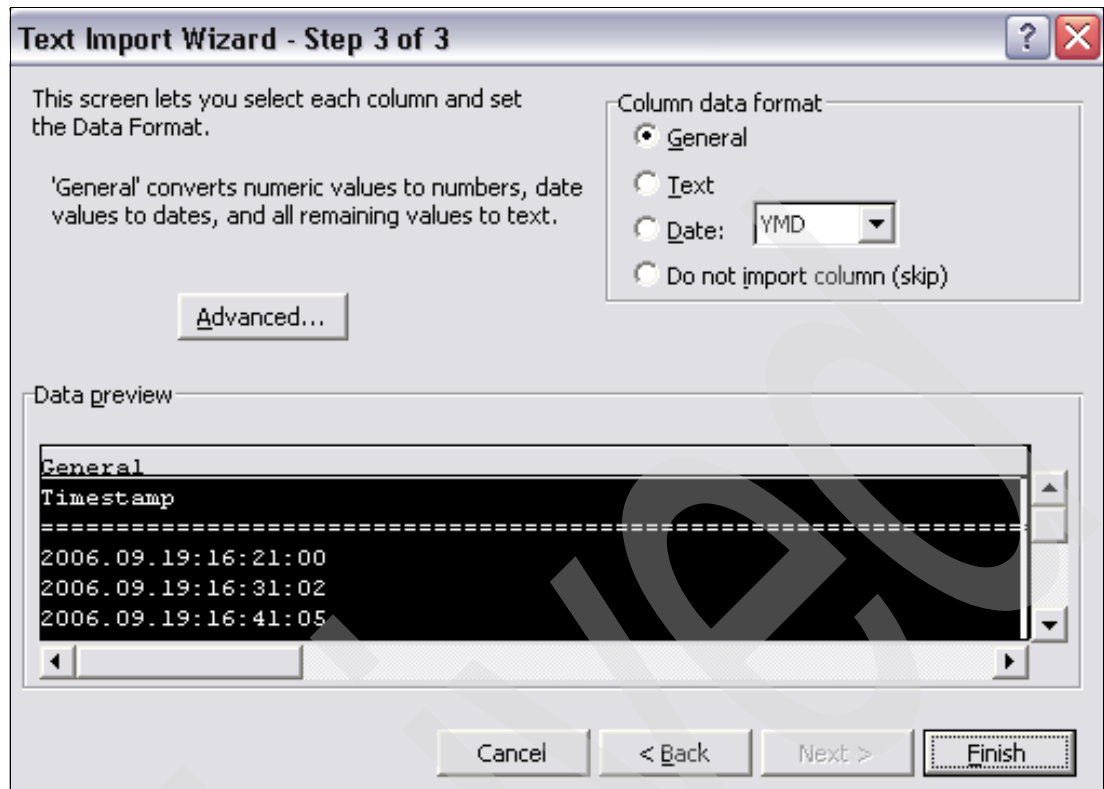 Text Import Wizard - Step 3 of 3
This screen lets you select each column and set
the Data Format.
'General' converts numeric values to numbers, date
values to dates, and all remaining values to text.
Advanced...
Column data format
General
Text
Date: YMD
Do not import column (skip)
Data preview
General
Timestamp
=====================================================================
2006.09.19:16:21:00
2006.09.19:16:31:02
2006.09.19:16:41:05
Cancel
< Back
Next >
Finish